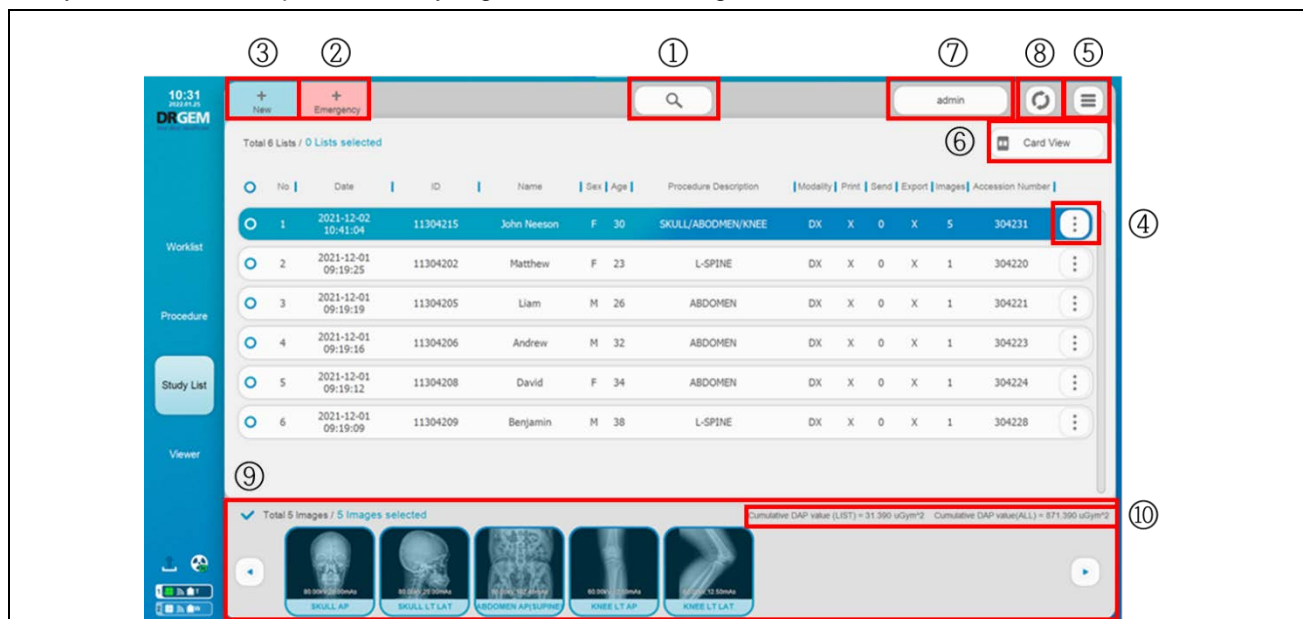 ③ ② ① ⑦ ⑧ ⑤
10:31
2022.01.25
DRGEM
+ New
+ Emergency
admin
Total 6 Lists / 0 Lists selected
⑥ Card View
No Date ID Name Sex Age Procedure Description Modality Print Send Export Images Accession Number
1 2021-12-02 10:41:04 11304215 John Neeson F 30 SKULL/ABODMEN/KNEE DX X 0 X 5 304231
④
2 2021-12-01 09:19:25 11304202 Matthew F 23 L-SPINE DX X 0 X 1 304220
3 2021-12-01 09:19:19 11304205 Liam M 26 ABDOMEN DX X 0 X 1 304221
4 2021-12-01 09:19:16 11304206 Andrew M 32 ABDOMEN DX X 0 X 1 304223
5 2021-12-01 09:19:12 11304208 David F 34 ABDOMEN DX X 0 X 1 304224
6 2021-12-01 09:19:09 11304209 Benjamin M 38 L-SPINE DX X 0 X 1 304228
Worklist
Procedure
Study List
Viewer
⑨
Total 5 Images / 5 Images selected
Cumulative DAP value (LIST) = 31.390 uGym^2 Cumulative DAP value(ALL) = 871.390 uGym^2
⑩
SKULL AP
SKULL LT LAT
ABDOMEN AP(SUPINE)
KNEE LT AP
KNEE LT LAT